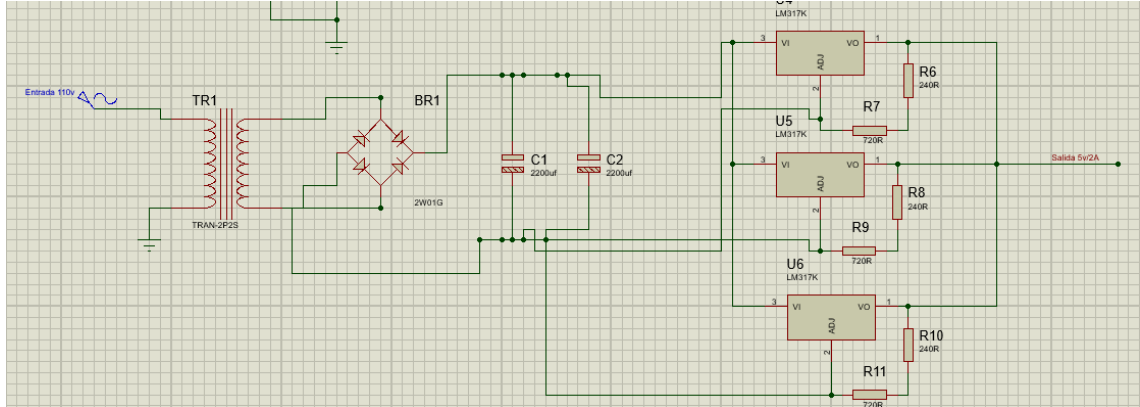 U4
LM317K
3
VI
VO
1
ADJ
2
R6
240R
R7
720R
Entrada 110v
TR1
TRAN-2P2S
BR1
2W01G
C1
2200uf
C2
2200uf
U5
LM317K
3
VI
VO
1
ADJ
2
Salida 5v/2A
R8
240R
R9
720R
U6
LM317K
3
VI
VO
1
ADJ
2
R10
240R
R11
720R